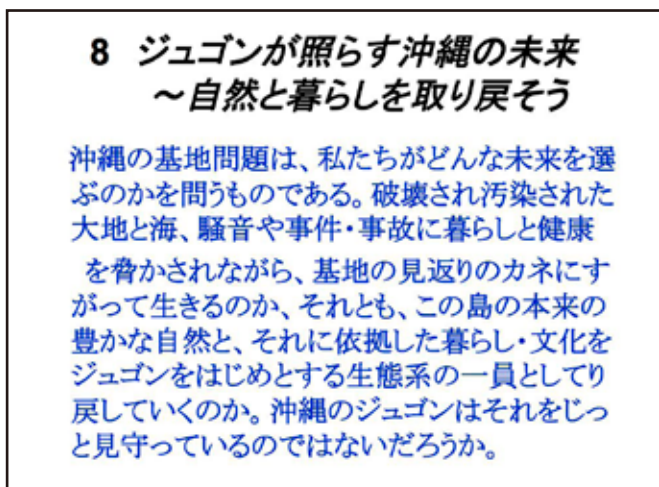 8 ジュゴンが照らす沖縄の未来
～自然と暮らしを取り戻そう
沖縄の基地問題は、私たちがどんな未来を選
ぶのかを問うものである。破壊され汚染された
大地と海、騒音や事件・事故に暮らしと健康
を脅かされながら、基地の見返りのカネにす
がって生きるのか、それとも、この島の本来の
豊かな自然と、それに依拠した暮らし・文化を
ジュゴンをはじめとする生態系の一員としてり
戻していくのか。沖縄のジュゴンはそれをじっ
と見守っているのではないだろうか。